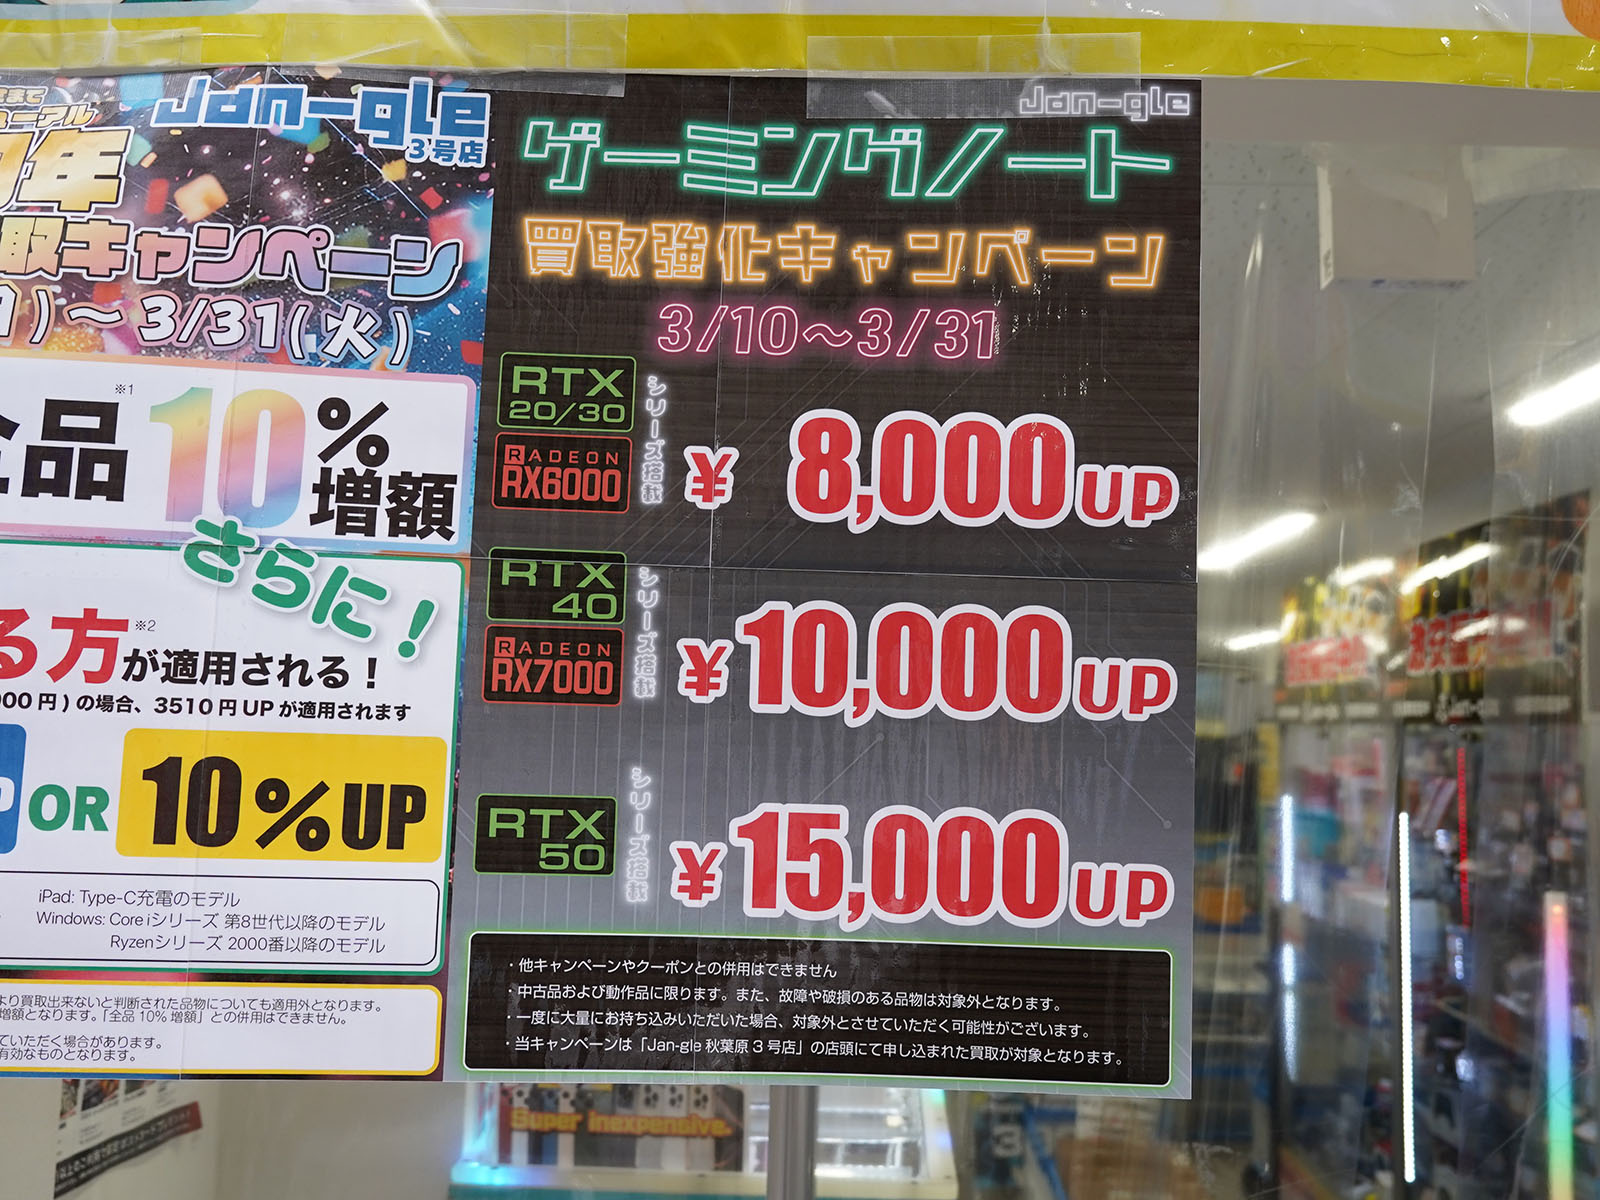 Jan-gle
3号店
年
取キャンペーン
)～3/31(火)
全品※1 10%増額
さらに!
る方※2が適用される!
000円)の場合、3510円UPが適用されます
OR 10%UP
iPad: Type-C充電のモデル
Windows: Core iシリーズ 第8世代以降のモデル
Ryzenシリーズ 2000番以降のモデル
より買取出来ないと判断された品物についても適用外となります。
増額となります。「全品10%増額」との併用はできません。
ていただく場合があります。
有効なものとなります。
Jan-gle
ゲーミングノート
買取強化キャンペーン
3/10～3/31
RTX
20/30
RADEON
RX6000
シリーズ搭載
¥8,000UP
RTX
40
RADEON
RX7000
シリーズ搭載
¥10,000UP
RTX
50
シリーズ搭載
¥15,000UP
・他キャンペーンやクーポンとの併用はできません
・中古品および動作品に限ります。また、故障や破損のある品物は対象外となります。
・一度に大量にお持ち込みいただいた場合、対象外とさせていただく可能性がございます。
・当キャンペーンは「Jan-gle 秋葉原3号店」の店頭にて申し込まれた買取が対象となります。
Super inexpensive.